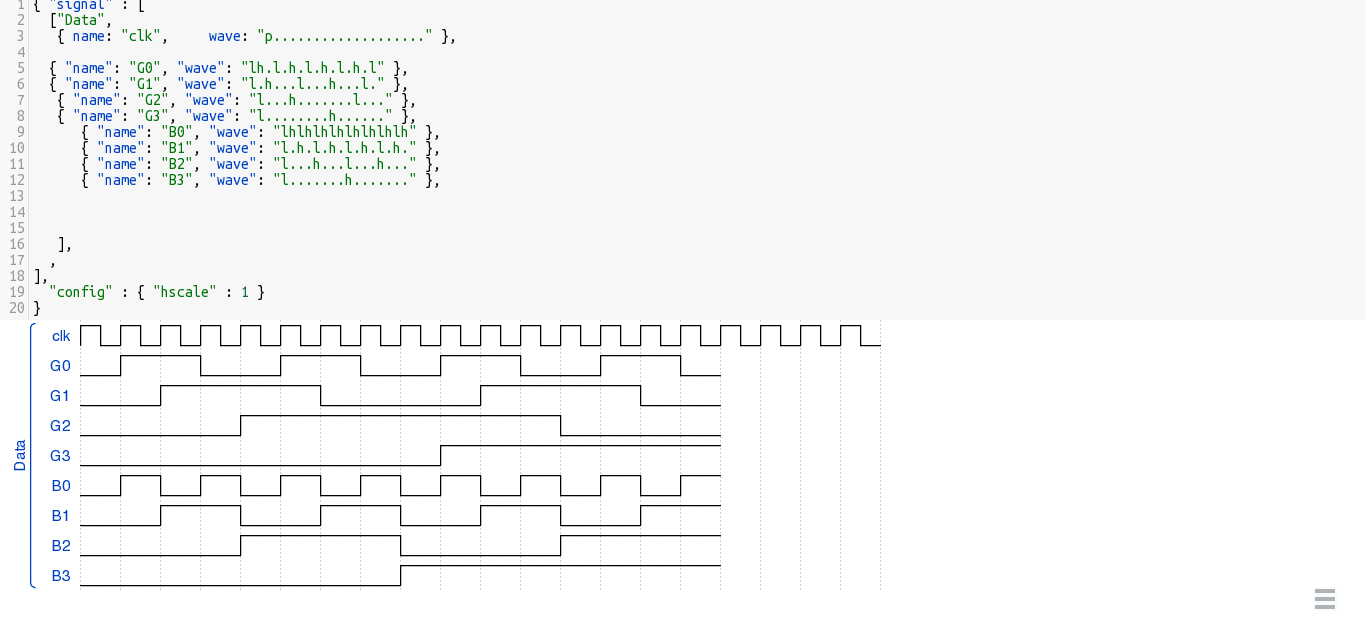 1 { "signal" : [
2 ["Data",
3 { name: "clk",     wave: "p..................." },
4
5 { "name": "G0", "wave": "lh.l.h.l.h.l.h.l" },
6 { "name": "G1", "wave": "l.h...l...h...l." },
7 { "name": "G2", "wave": "l...h.......l..." },
8 { "name": "G3", "wave": "l........h......" },
9 { "name": "B0", "wave": "lhlhlhlhlhlhlhlh" },
10 { "name": "B1", "wave": "l.h.l.h.l.h.l.h." },
11 { "name": "B2", "wave": "l...h...l...h..." },
12 { "name": "B3", "wave": "l.......h......." },
13
14
15
16 ],
17 ,
18 ],
19 "config" : { "hscale" : 1 }
20 }
Data
clk
G0
G1
G2
G3
B0
B1
B2
B3